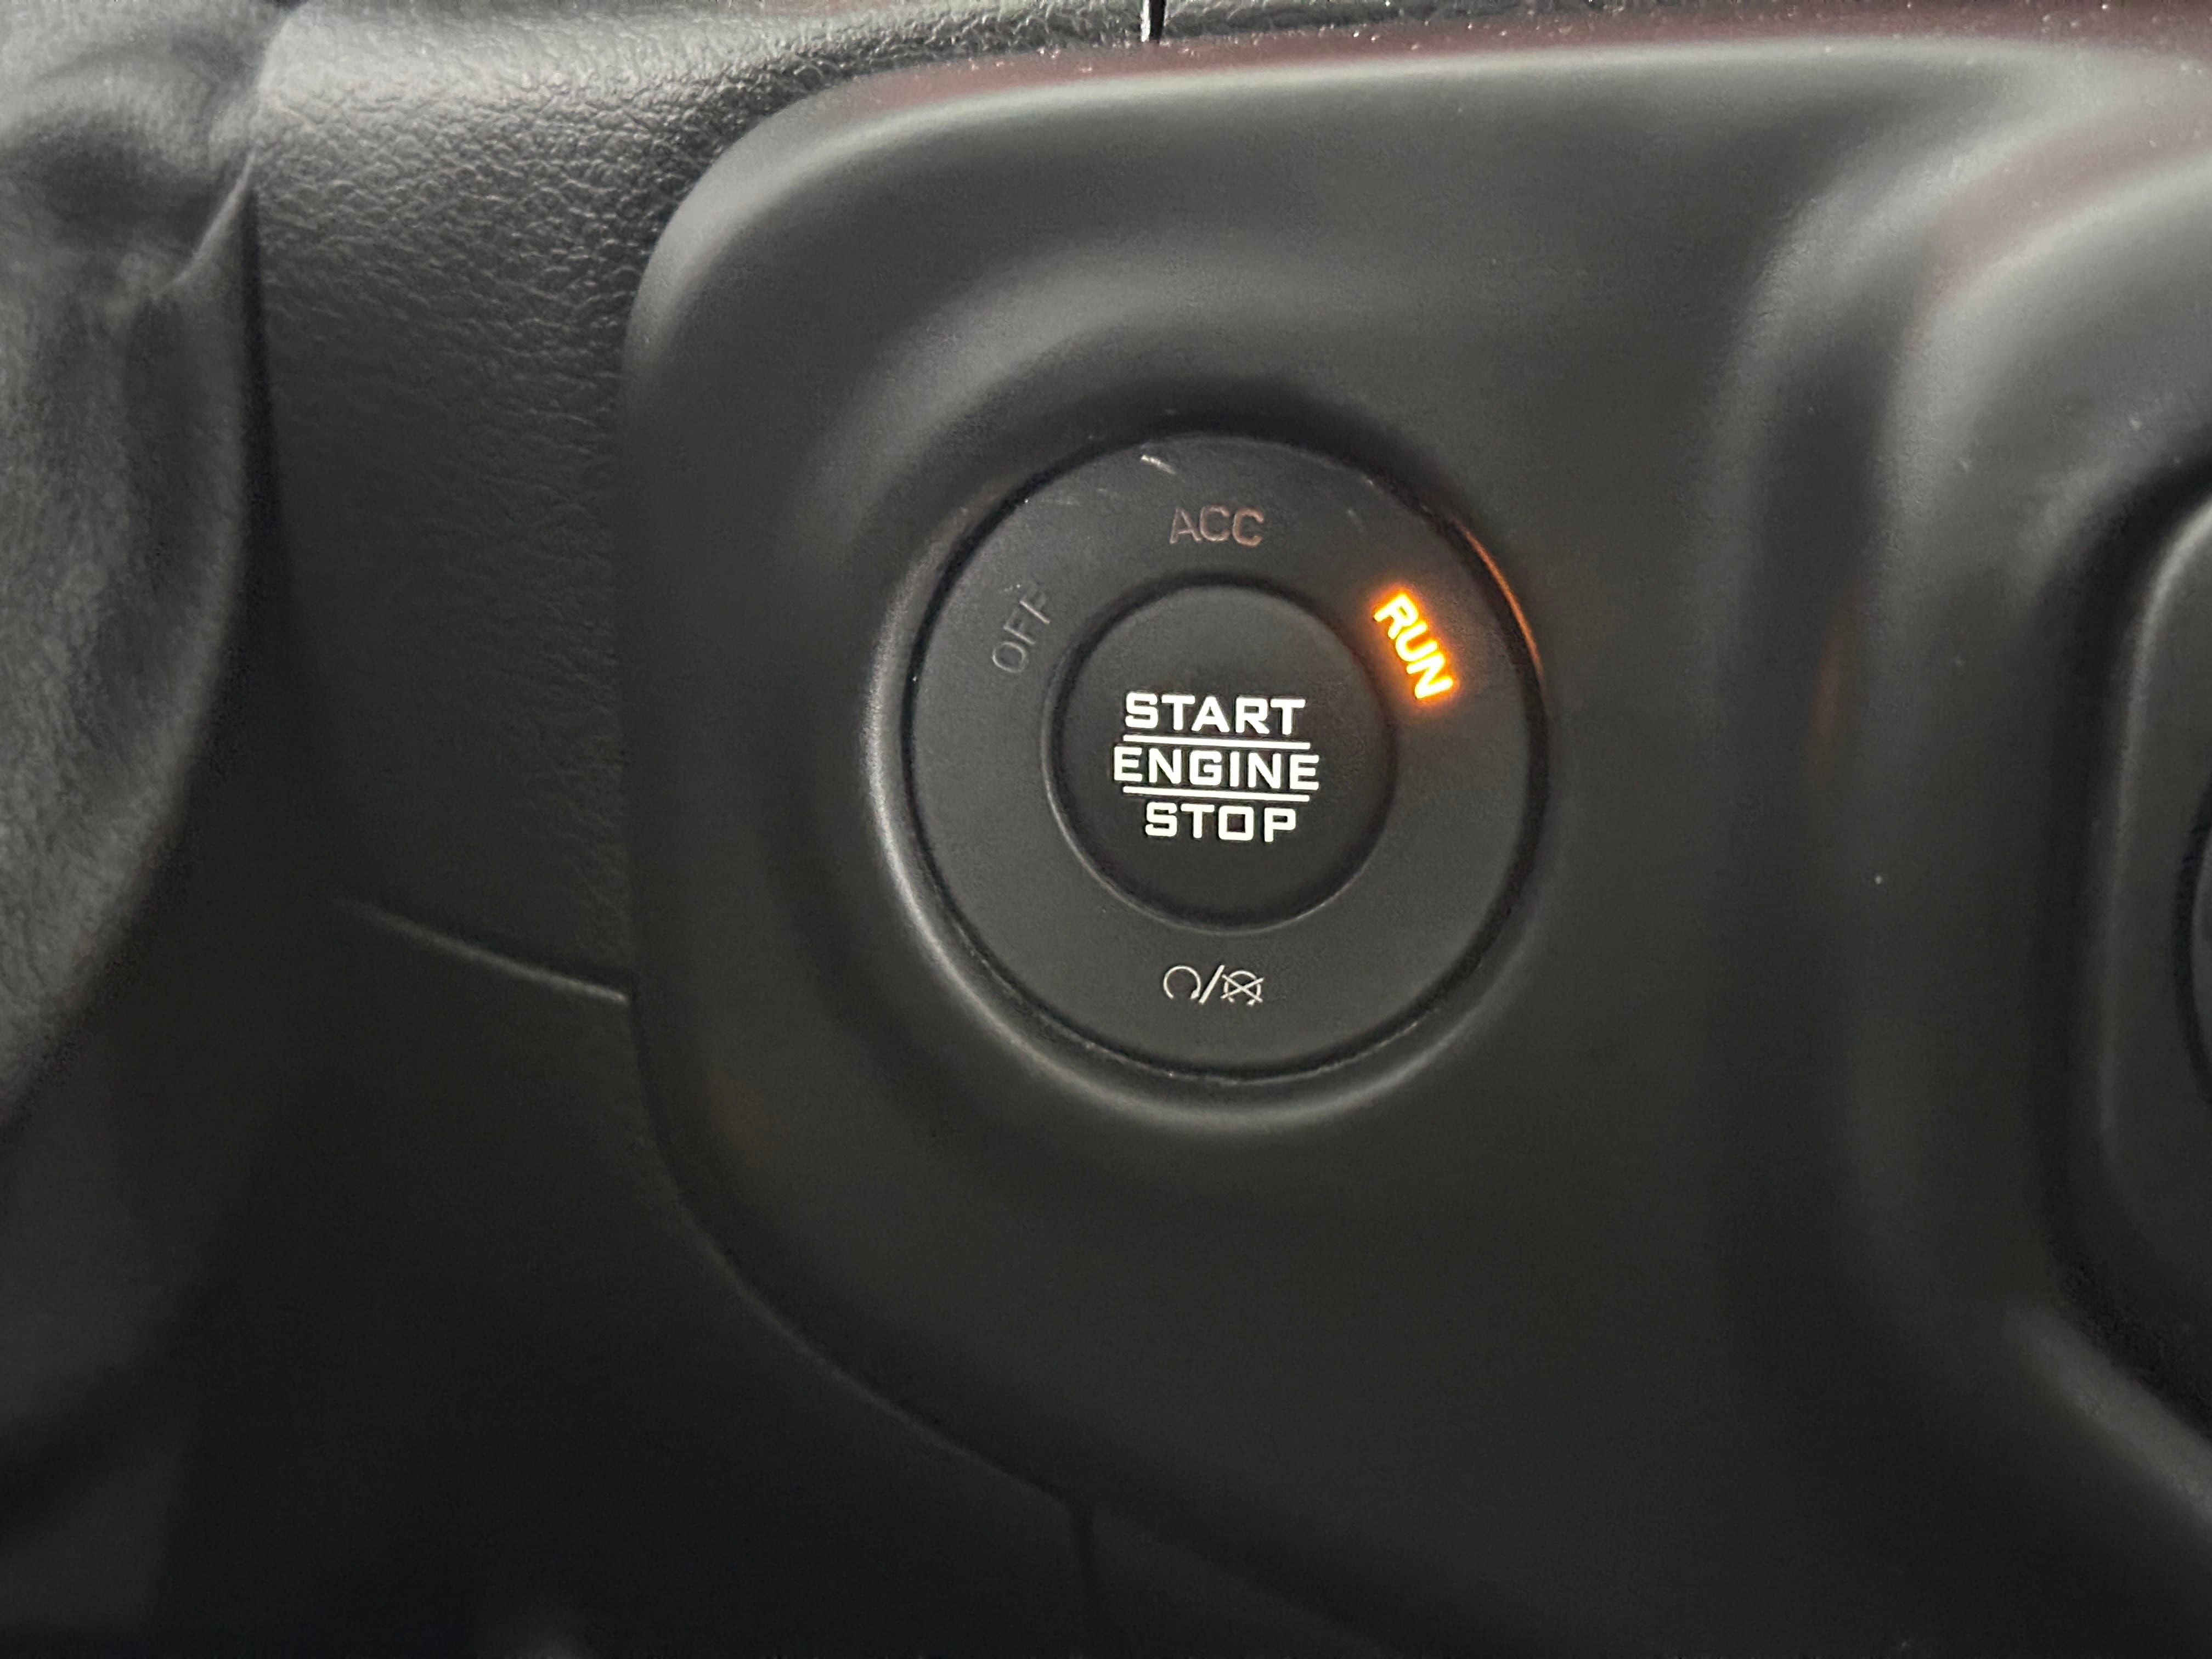 ACC
OFF
RUN
START
ENGINE
STOP